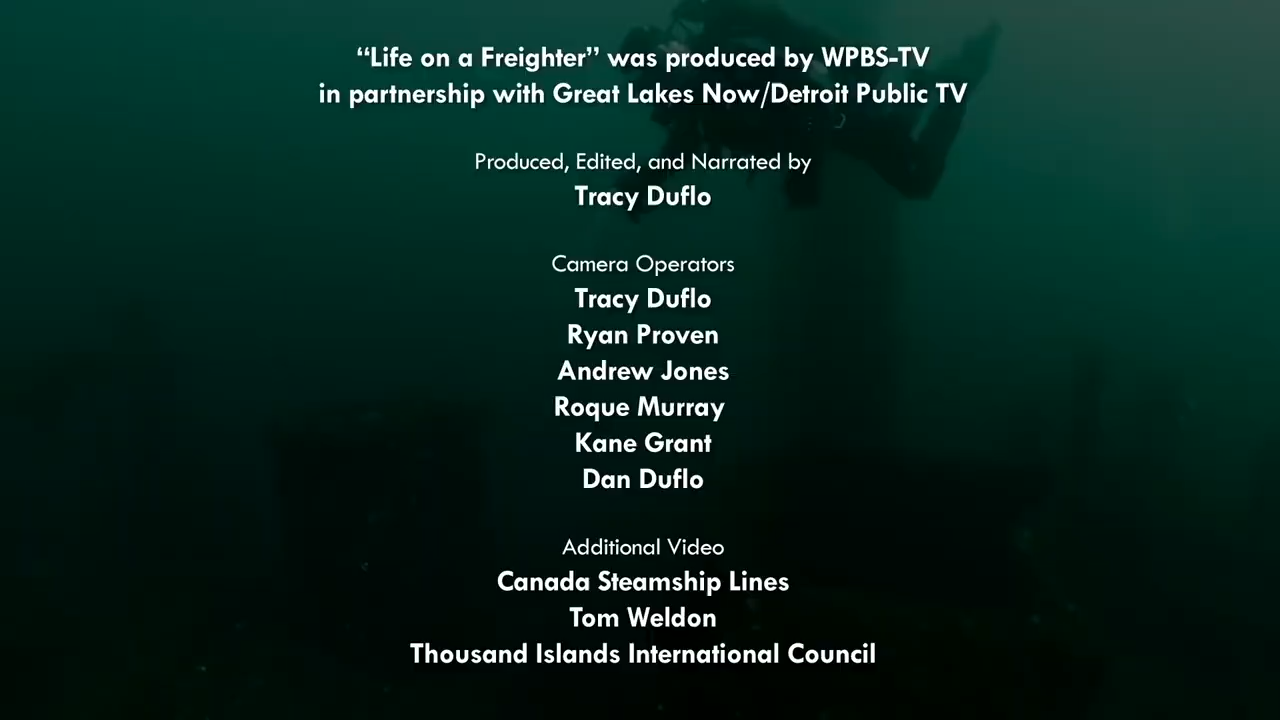 “Life on a Freighter” was produced by WPBS-TV
in partnership with Great Lakes Now/Detroit Public TV
Produced, Edited, and Narrated by
Tracy Duflo
Camera Operators
Tracy Duflo
Ryan Proven
Andrew Jones
Roque Murray
Kane Grant
Dan Duflo
Additional Video
Canada Steamship Lines
Tom Weldon
Thousand Islands International Council